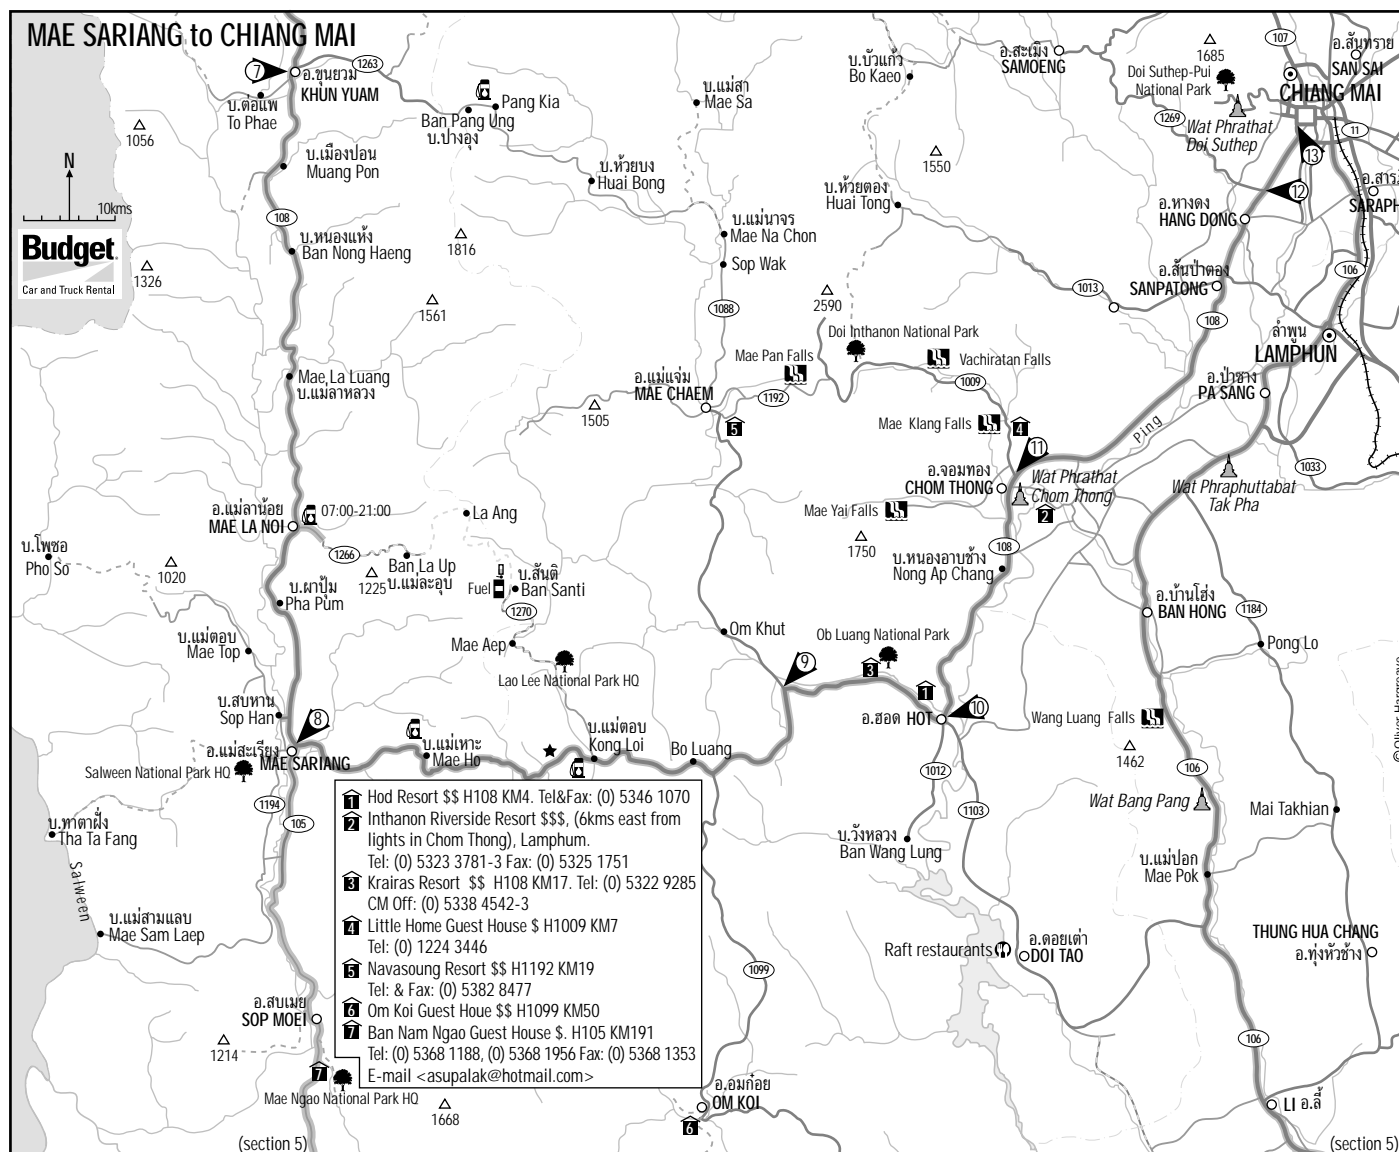 MAE SARIANG to CHIANG MAI
7
อ.ขุนยวม
KHUN YUAM
1263
บ.ต่อแพ
To Phae
1056
N
10kms
Budget
Car and Truck Rental
1326
บ.เมืองปอน
Muang Pon
108
บ.หนองแห้ง
Ban Nong Haeng
Pang Kia
Ban Pang Ung
บ.ปางอุง
บ.ห้วยบง
Huai Bong
1816
1561
บ.แม่สา
Mae Sa
บ.แม่นาจร
Mae Na Chon
Sop Wak
1088
บ.บัวแก้ว
Bo Kaeo
อ.สะเมิง
SAMOENG
1550
บ.ห้วยตอง
Huai Tong
2590
1685
Doi Suthep-Pui
National Park
107
อ.สันทราย
SAN SAI
CHIANG MAI
1269
Wat Phrathat
Doi Suthep
11
13
12
SARAPH
อ.หางดง
HANG DONG
106
อ.สันป่าตอง
SANPATONG
1013
108
ลำพูน
LAMPHUN
อ.ป่าซาง
PA SANG
Doi Inthanon National Park
Mae Pan Falls
Vachiratan Falls
1009
1192
Mae La Luang
บ.แม่ลาหลวง
1505
อ.แม่แจ่ม
MAE CHAEM
5
Mae Klang Falls
4
11
Ping
1033
อ.จอมทอง
CHOM THONG
Wat Phrathat
Chom Thong
2
Wat Phraphuttabat
Tak Pha
อ.แม่ลาน้อย
MAE LA NOI
07:00-21:00
La Ang
Mae Yai Falls
1750
บ.หนองอาบช้าง
Nong Ap Chang
108
บ.โพซอ
Pho So
1020
1266
1225
Ban La Up
บ.แม่ละอุบ
Fuel
บ.สันติ
Ban Santi
1270
บ.ผาปุ้ม
Pha Pum
อ.บ้านโฮ่ง
BAN HONG
1184
Pong Lo
บ.แม่ตอบ
Mae Top
Mae Aep
Lao Lee National Park HQ
Om Khut
9
Ob Luang National Park
3
1
บ.สบหาน
Sop Han
8
อ.แม่สะเรียง
MAE SARIANG
Salween National Park HQ
บ.แม่เหาะ
Mae Ho
บ.แม่ตอบ
Kong Loi
Bo Luang
อ.ฮอด HOT
10
Wang Luang Falls
1462
1012
106
©Oliver Hargreave
1194
105
1103
Wat Bang Pang
Mai Takhian
บ.ทาตาฝั่ง
Tha Ta Fang
Salween
บ.วังหลวง
Ban Wang Lung
บ.แม่ปอก
Mae Pok
1 Hod Resort $$ H108 KM4. Tel&Fax: (0) 5346 1070
2 Inthanon Riverside Resort $$$, (6kms east from
lights in Chom Thong), Lamphum.
Tel: (0) 5323 3781-3 Fax: (0) 5325 1751
3 Krairas Resort $$ H108 KM17. Tel: (0) 5322 9285
CM Off: (0) 5338 4542-3
4 Little Home Guest House $ H1009 KM7
Tel: (0) 1224 3446
5 Navasoung Resort $$ H1192 KM19
Tel: & Fax: (0) 5382 8477
6 Om Koi Guest Houe $$ H1099 KM50
7 Ban Nam Ngao Guest House $. H105 KM191
Tel: (0) 5368 1188, (0) 5368 1956 Fax: (0) 5368 1353
E-mail <asupalak@hotmail.com>
บ.แม่สามแลบ
Mae Sam Laep
1099
Raft restaurants
อ.ดอยเต่า
DOI TAO
THUNG HUA CHANG
อ.ทุ่งหัวช้าง
อ.สบเมย
SOP MOEI
1214
7
Mae Ngao National Park HQ
1668
อ.อมก๋อย
OM KOI
6
106
LI อ.ลี้
(section 5)
(section 5)